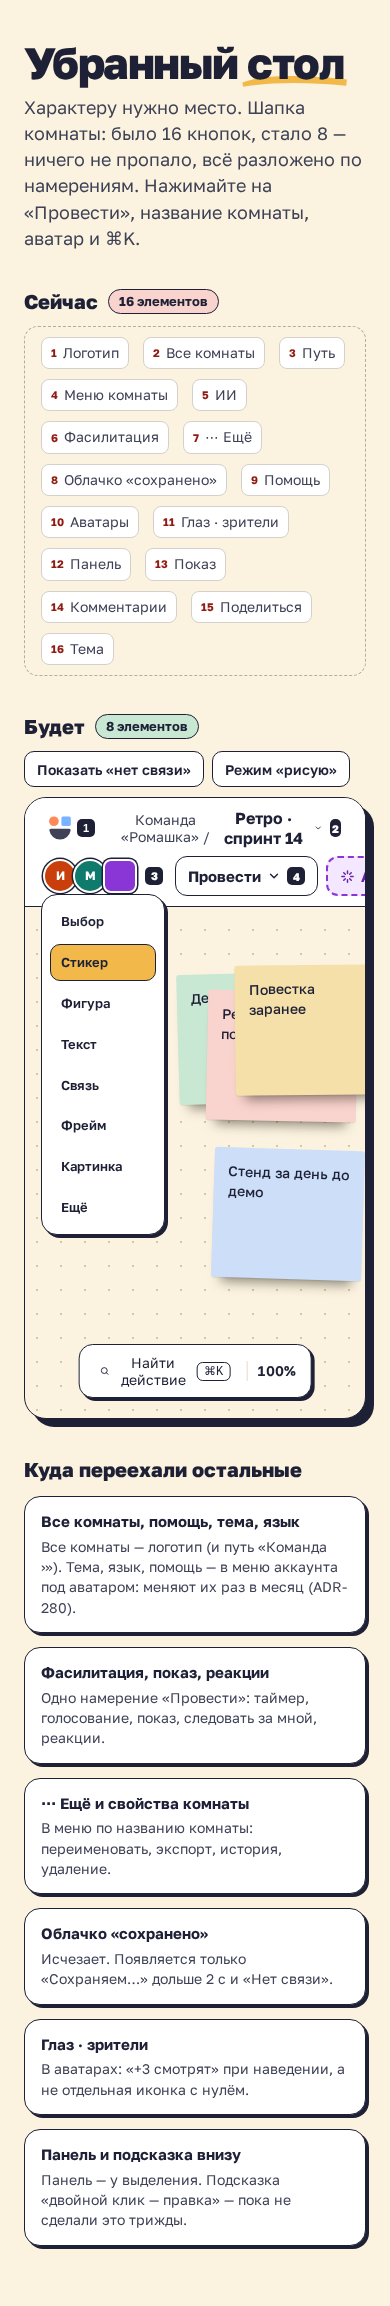 Убранный стол
Характеру нужно место. Шапка
комнаты: было 16 кнопок, стало 8 —
ничего не пропало, всё разложено по
намерениям. Нажимайте на
«Провести», название комнаты,
аватар и ⌘K.
Сейчас 16 элементов
1 Логотип 2 Все комнаты 3 Путь
4 Меню комнаты 5 ИИ
6 Фасилитация 7 ··· Ещё
8 Облачко «сохранено» 9 Помощь
10 Аватары 11 Глаз · зрители
12 Панель 13 Показ
14 Комментарии 15 Поделиться
16 Тема
Будет 8 элементов
Показать «нет связи» Режим «рисую»
1 Команда «Ромашка» / Ретро · спринт 14 2
И М 3 Провести 4
Выбор
Стикер
Фигура
Текст
Связь
Фрейм
Картинка
Ещё
Де
Ре
по
Повестка
заранее
Стенд за день до
демо
Найти
действие ⌘K 100%
Куда переехали остальные
Все комнаты, помощь, тема, язык
Все комнаты — логотип (и путь «Команда
›»). Тема, язык, помощь — в меню аккаунта
под аватаром: меняют их раз в месяц (ADR-
280).
Фасилитация, показ, реакции
Одно намерение «Провести»: таймер,
голосование, показ, следовать за мной,
реакции.
··· Ещё и свойства комнаты
В меню по названию комнаты:
переименовать, экспорт, история,
удаление.
Облачко «сохранено»
Исчезает. Появляется только
«Сохраняем…» дольше 2 с и «Нет связи».
Глаз · зрители
В аватарах: «+3 смотрят» при наведении, а
не отдельная иконка с нулём.
Панель и подсказка внизу
Панель — у выделения. Подсказка
«двойной клик — правка» — пока не
сделали это трижды.